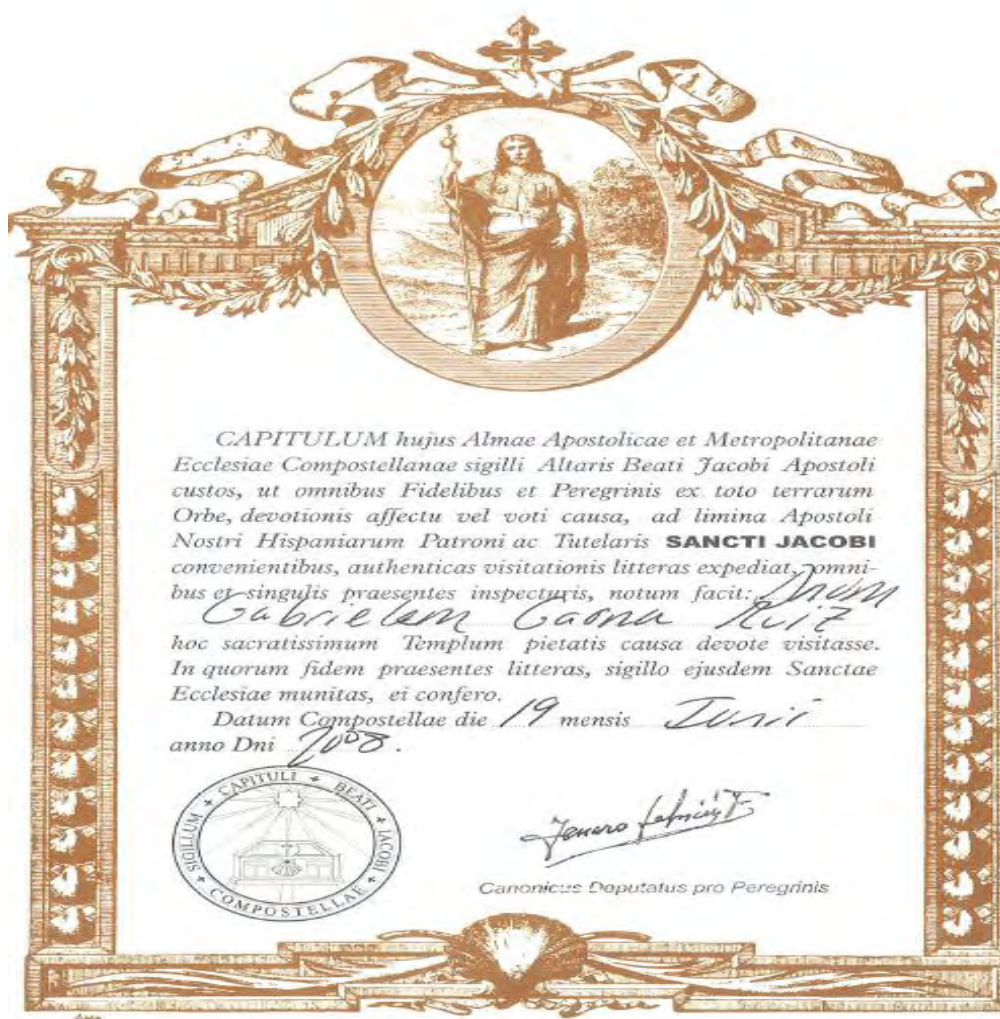 CAPITULUM hujus Almae Apostolicae et Metropolitanae
Ecclesiae Compostellanae sigilli Altaris Beati Jacobi Apostoli
custos, ut omnibus Fidelibus et Peregrinis ex toto terrarum
Orbe, devotionis affectu vel voti causa, ad limina Apostoli
Nostri Hispaniarum Patroni ac Tutelaris SANCTI JACOBI
convenientibus, authenticas visitationis litteras expediat, omni-
bus et singulis praesentes inspecturis, notum facit: Dnum
Gabrielem Gaona Ruiz
hoc sacratissimum Templum pietatis causa devote visitasse.
In quorum fidem praesentes litteras, sigillo ejusdem Sanctae
Ecclesiae munitas, ei confero.
Datum Compostellae die 19 mensis Iunii
anno Dni 2008.
SIGILLUM + CAPITULI + BEATI + IACOBI + COMPOSTELLAE +
Canonicus Deputatus pro Peregrinis